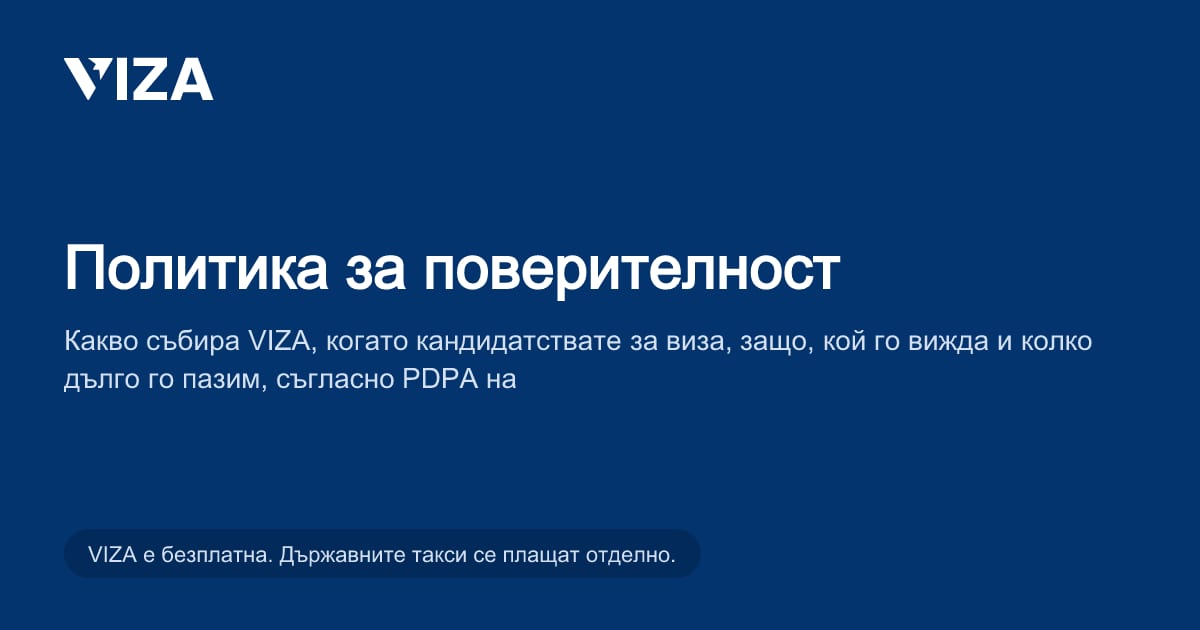 VIZA
Политика за поверителност
Какво събира VIZA, когато кандидатствате за виза, защо, кой го вижда и колко
дълго го пазим, съгласно PDPA на
VIZA е безплатна. Държавните такси се плащат отделно.